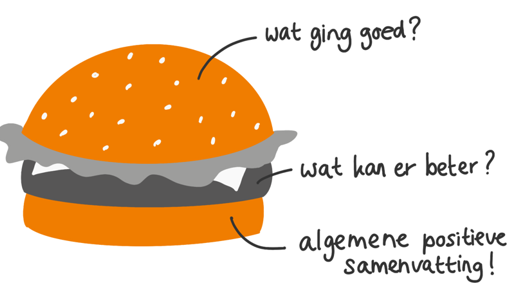 wat ging goed?
wat kan er beter?
algemene positieve
samenvatting!